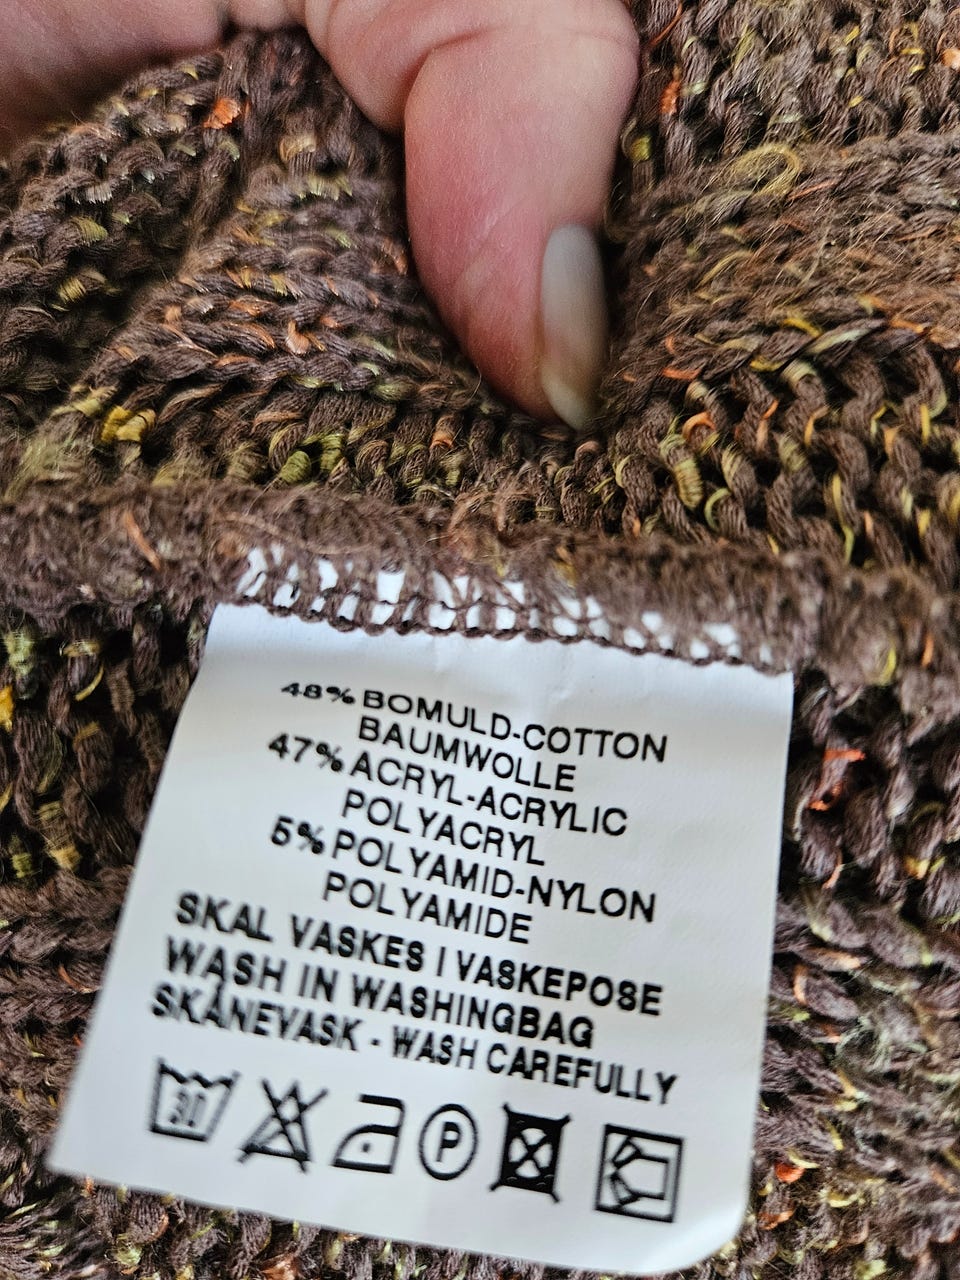 48% BOMULD-COTTON
BAUMWOLLE
47% ACRYL-ACRYLIC
POLYACRYL
5% POLYAMID-NYLON
POLYAMIDE
SKAL VASKES I VASKEPOSE
WASH IN WASHINGBAG
SKÅNEVASK - WASH CAREFULLY
30 P